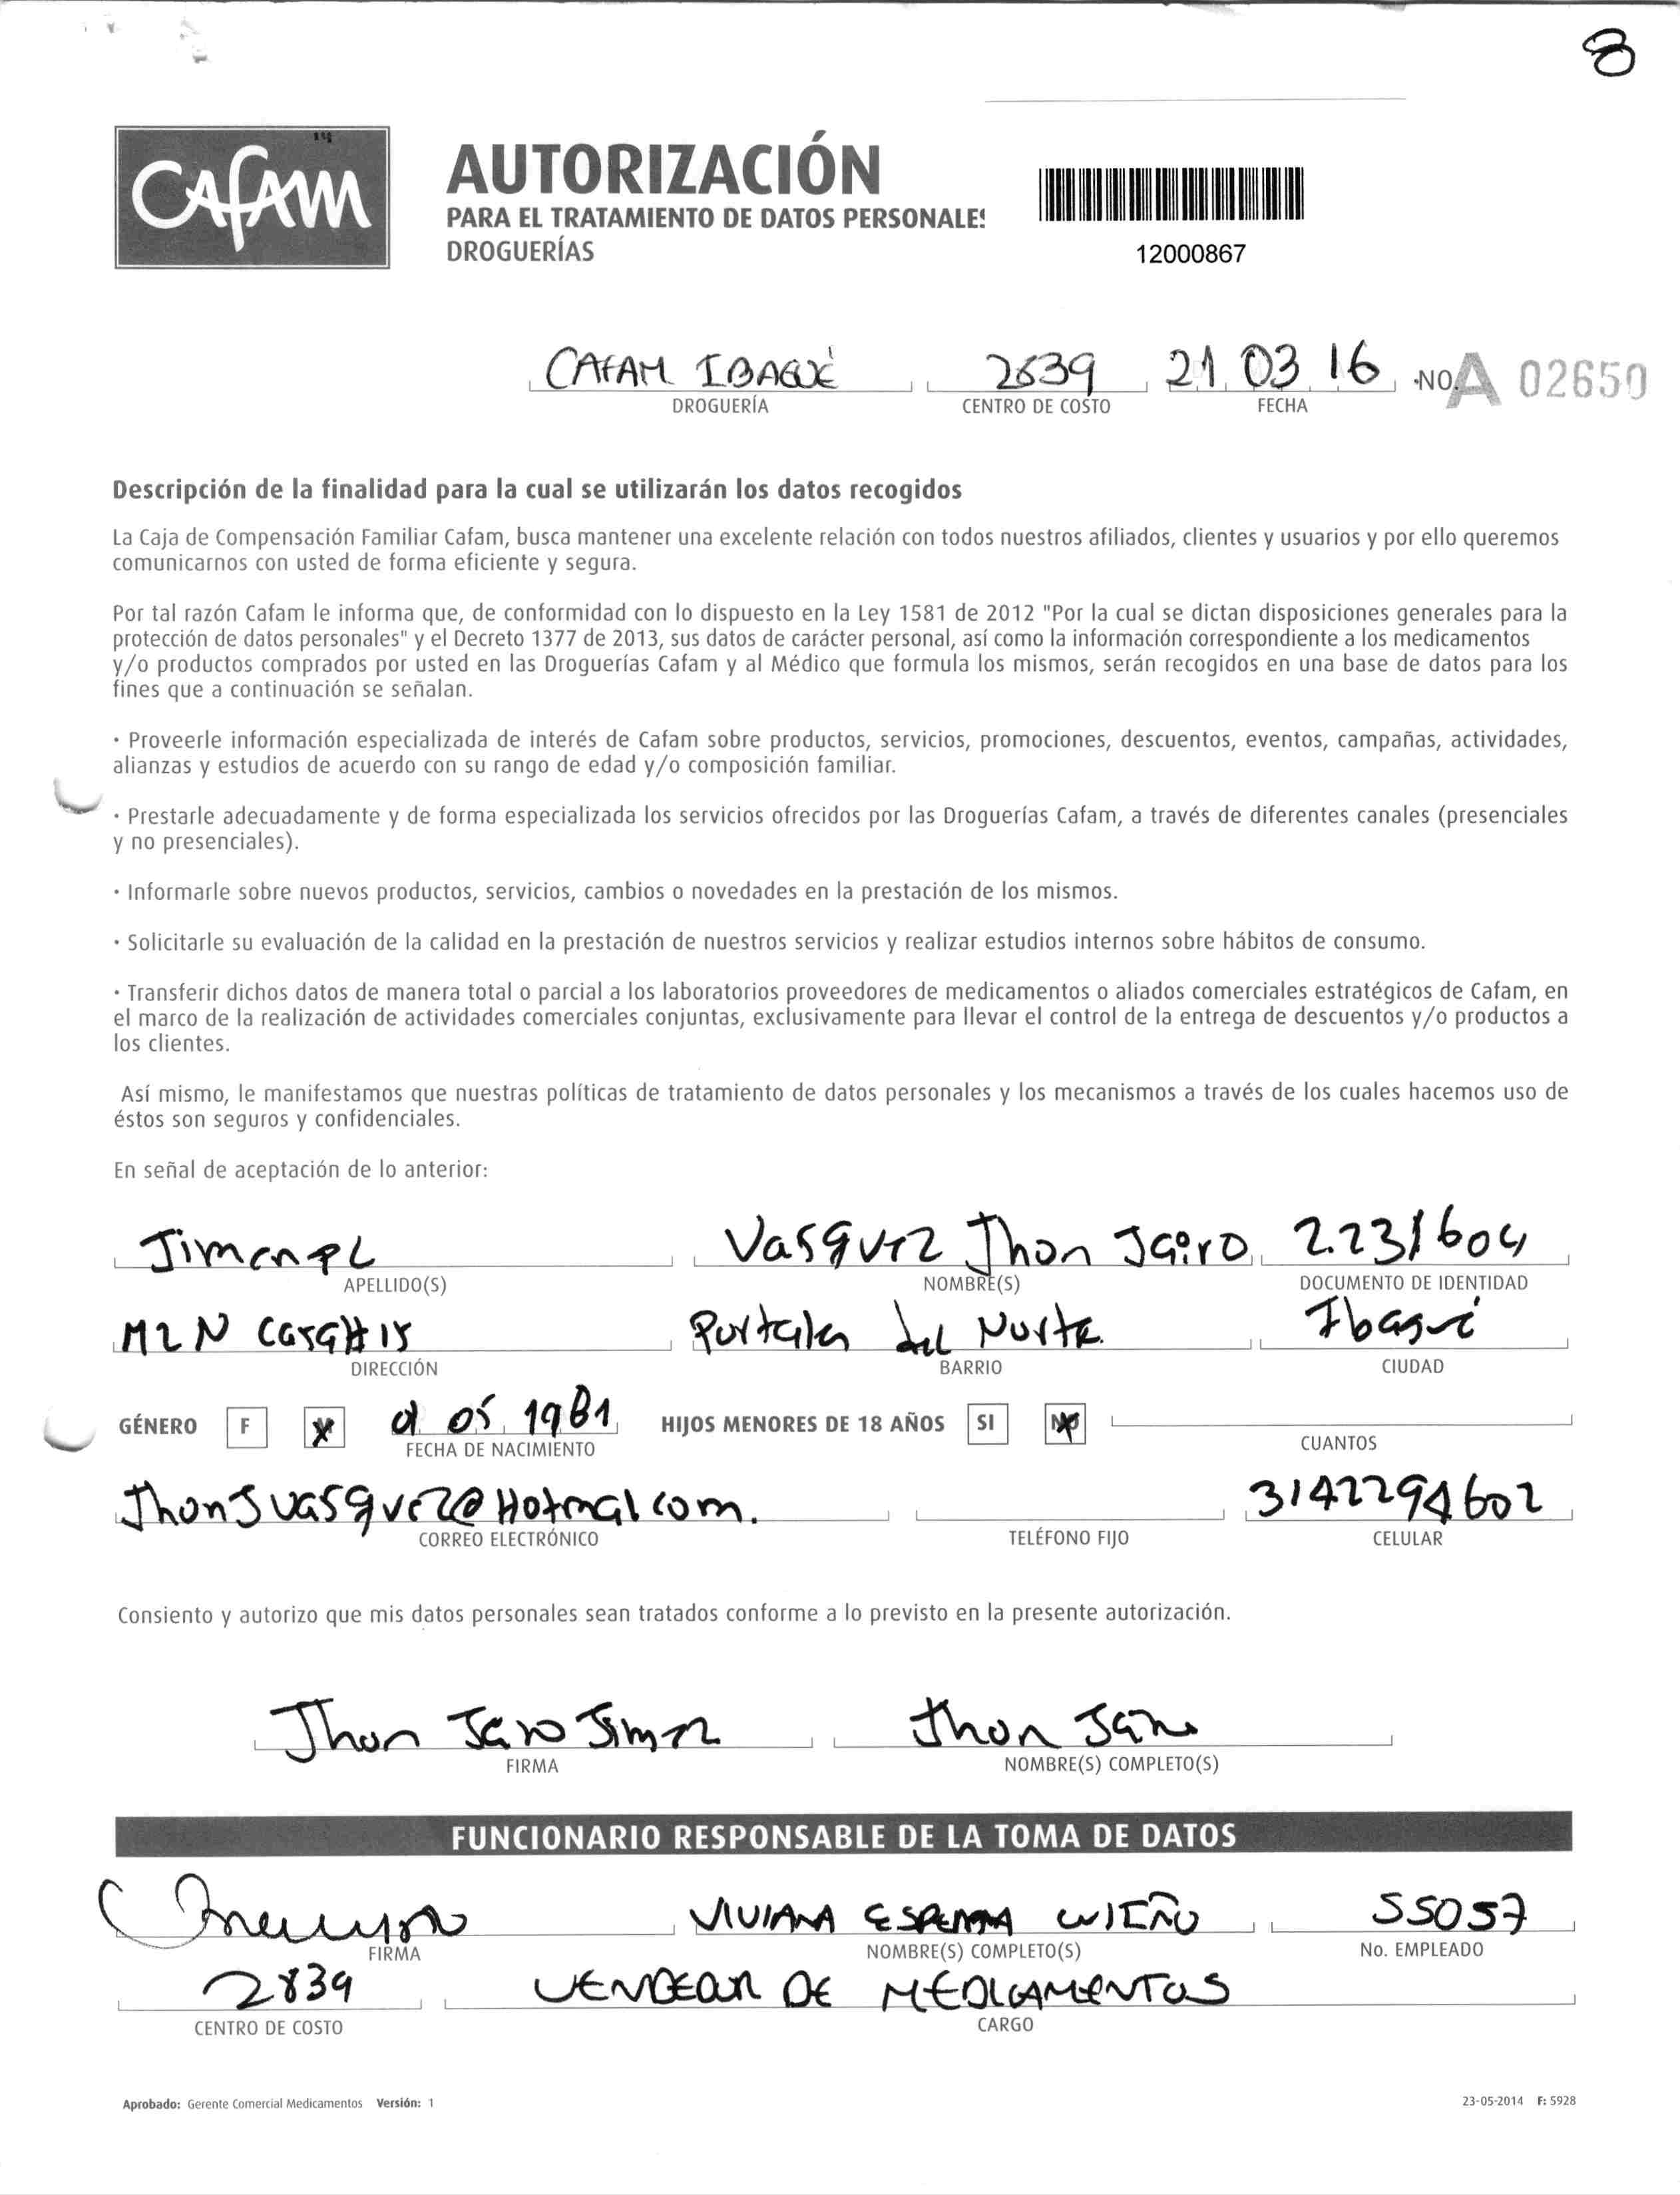 8
CAFAM
AUTORIZACIÓN
PARA EL TRATAMIENTO DE DATOS PERSONALES
DROGUERÍAS
12000867
CAFAM IBAGUÉ 2639 21 03 16 NO. A 02650
DROGUERÍA CENTRO DE COSTO FECHA
Descripción de la finalidad para la cual se utilizarán los datos recogidos
La Caja de Compensación Familiar Cafam, busca mantener una excelente relación con todos nuestros afiliados, clientes y usuarios y por ello queremos
comunicarnos con usted de forma eficiente y segura.
Por tal razón Cafam le informa que, de conformidad con lo dispuesto en la Ley 1581 de 2012 "Por la cual se dictan disposiciones generales para la
protección de datos personales" y el Decreto 1377 de 2013, sus datos de carácter personal, así como la información correspondiente a los medicamentos
y/o productos comprados por usted en las Droguerías Cafam y al Médico que formula los mismos, serán recogidos en una base de datos para los
fines que a continuación se señalan.
· Proveerle información especializada de interés de Cafam sobre productos, servicios, promociones, descuentos, eventos, campañas, actividades,
alianzas y estudios de acuerdo con su rango de edad y/o composición familiar.
· Prestarle adecuadamente y de forma especializada los servicios ofrecidos por las Droguerías Cafam, a través de diferentes canales (presenciales
y no presenciales).
· Informarle sobre nuevos productos, servicios, cambios o novedades en la prestación de los mismos.
· Solicitarle su evaluación de la calidad en la prestación de nuestros servicios y realizar estudios internos sobre hábitos de consumo.
· Transferir dichos datos de manera total o parcial a los laboratorios proveedores de medicamentos o aliados comerciales estratégicos de Cafam, en
el marco de la realización de actividades comerciales conjuntas, exclusivamente para llevar el control de la entrega de descuentos y/o productos a
los clientes.
Así mismo, le manifestamos que nuestras políticas de tratamiento de datos personales y los mecanismos a través de los cuales hacemos uso de
éstos son seguros y confidenciales.
En señal de aceptación de lo anterior:
Jimenez Vasquez Jhon Jairo 2.231604
APELLIDO(S) NOMBRE(S) DOCUMENTO DE IDENTIDAD
MZ N casa# 15 Portales del Norte Ibagué
DIRECCIÓN BARRIO CIUDAD
GÉNERO F 01 05 1981 HIJOS MENORES DE 18 AÑOS SI NO
FECHA DE NACIMIENTO CUANTOS
JhonJvasquez@Hotmal com. 3142294602
CORREO ELECTRÓNICO TELÉFONO FIJO CELULAR
Consiento y autorizo que mis datos personales sean tratados conforme a lo previsto en la presente autorización.
Jhon Jairo Jimnz Jhon Jairo
FIRMA NOMBRE(S) COMPLETO(S)
FUNCIONARIO RESPONSABLE DE LA TOMA DE DATOS
VIVIANA 55057
FIRMA NOMBRE(S) COMPLETO(S) No. EMPLEADO
2839 VENDEDOR DE MEDICAMENTOS
CENTRO DE COSTO CARGO
Aprobado: Gerente Comercial Medicamentos Versión: 1 23-05-2014 F: 5928